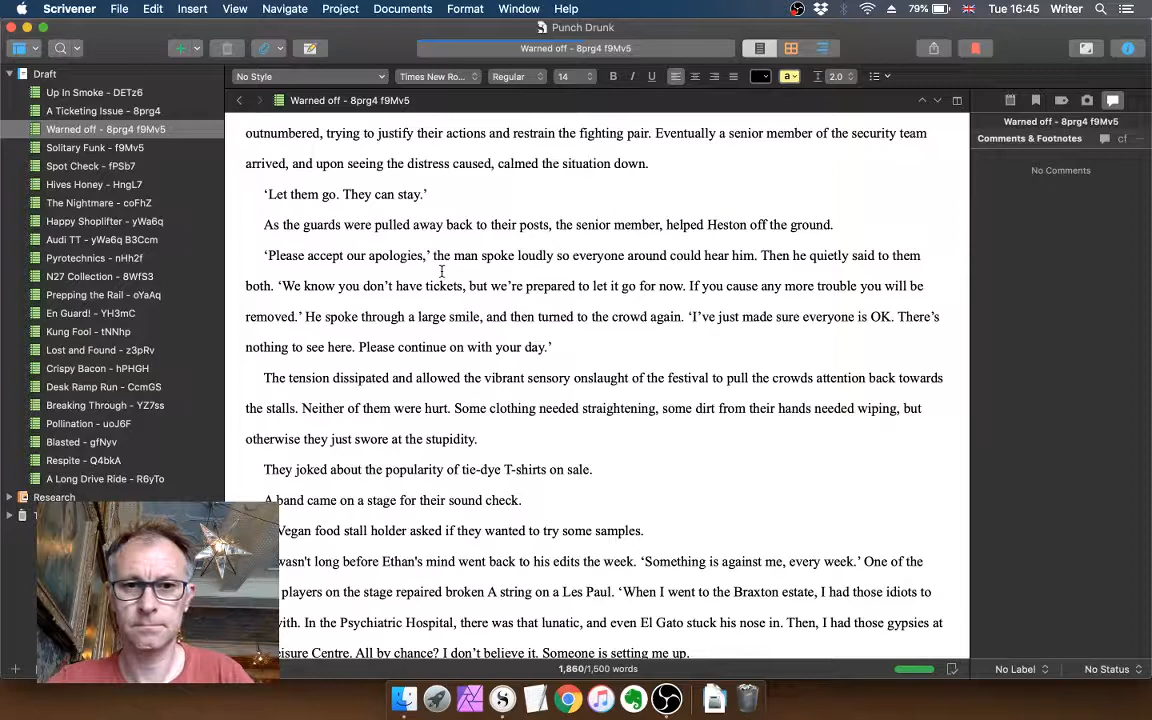 Scrivener File Edit Insert View Navigate Project Documents Format Window Help 79% Tue 16:45 Writer
Punch Drunk
Warned off - 8prg4 f9Mv5
No Style Times New Ro... Regular 14 B I U a 2.0
Draft
Up In Smoke - DETz6
A Ticketing Issue - 8prg4
Warned off - 8prg4 f9Mv5
Solitary Funk - f9Mv5
Spot Check - fPSb7
Hives Honey - HngL7
The Nightmare - coFhZ
Happy Shoplifter - yWa6q
Audi TT - yWa6q B3Ccm
Pyrotechnics - nHh2f
N27 Collection - 8WfS3
Prepping the Rail - oYaAq
En Guard! - YH3mC
Kung Fool - tNNhp
Lost and Found - z3pRv
Crispy Bacon - hPHGH
Desk Ramp Run - CcmGS
Breaking Through - YZ7ss
Pollination - uoJ6F
Blasted - gfNyv
Respite - Q4bkA
A Long Drive Ride - R6yTo
Research
Warned off - 8prg4 f9Mv5
outnumbered, trying to justify their actions and restrain the fighting pair. Eventually a senior member of the security team
arrived, and upon seeing the distress caused, calmed the situation down.
‘Let them go. They can stay.’
As the guards were pulled away back to their posts, the senior member, helped Heston off the ground.
‘Please accept our apologies,’ the man spoke loudly so everyone around could hear him. Then he quietly said to them
both. ‘We know you don’t have tickets, but we’re prepared to let it go for now. If you cause any more trouble you will be
removed.’ He spoke through a large smile, and then turned to the crowd again. ‘I’ve just made sure everyone is OK. There’s
nothing to see here. Please continue on with your day.’
The tension dissipated and allowed the vibrant sensory onslaught of the festival to pull the crowds attention back towards
the stalls. Neither of them were hurt. Some clothing needed straightening, some dirt from their hands needed wiping, but
otherwise they just swore at the stupidity.
They joked about the popularity of tie-dye T-shirts on sale.
A band came on a stage for their sound check.
Vegan food stall holder asked if they wanted to try some samples.
wasn't long before Ethan's mind went back to his edits the week. ‘Something is against me, every week.’ One of the
players on the stage repaired broken A string on a Les Paul. ‘When I went to the Braxton estate, I had those idiots to
with. In the Psychiatric Hospital, there was that lunatic, and even El Gato stuck his nose in. Then, I had those gypsies at
Centre. All by chance? I don’t believe it. Someone is setting me up.
1,860/1,500 words
Warned off - 8prg4 f9Mv5
Comments & Footnotes cf
No Comments
No Label No Status